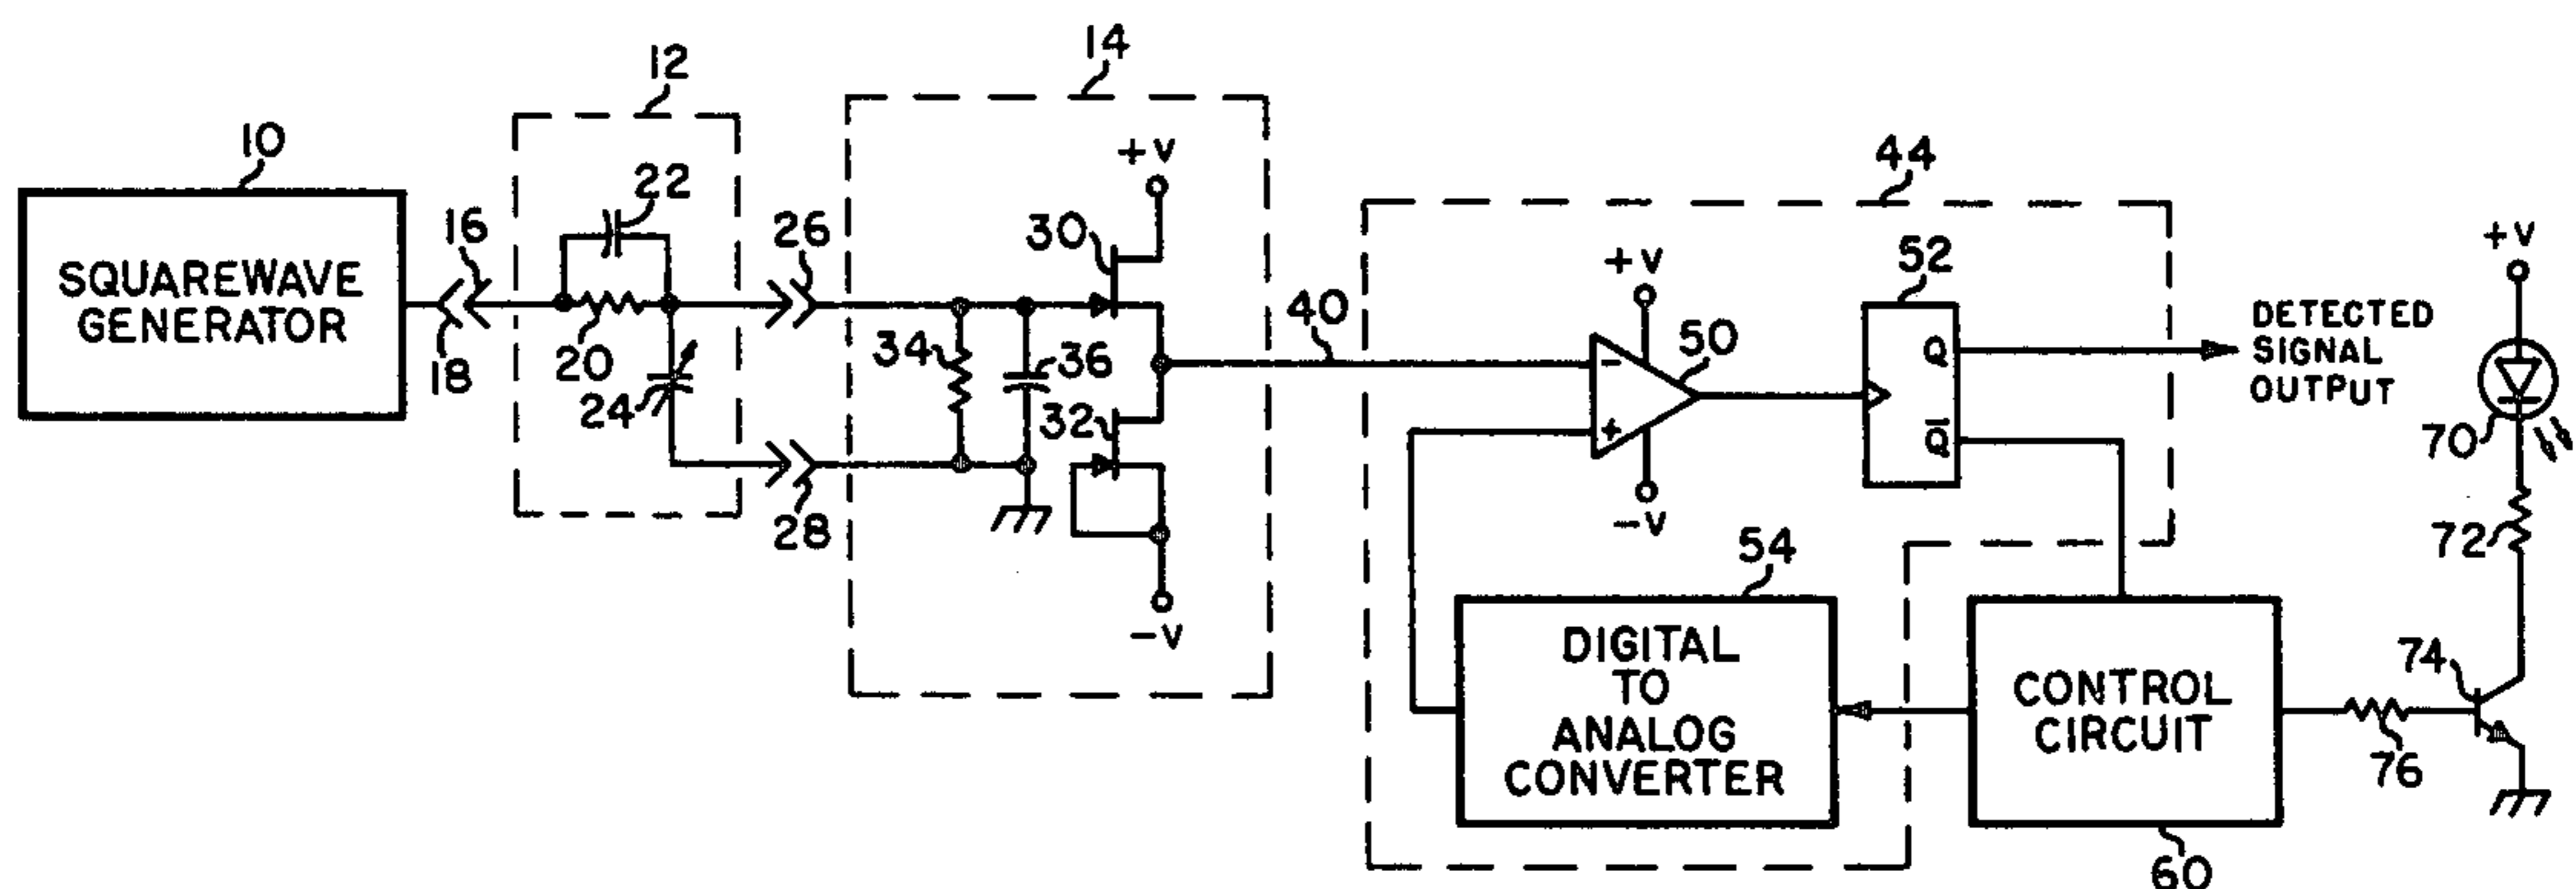 10
SQUAREWAVE
GENERATOR
16
18
12
22
20
24
26
28
14
+V
30
34
36
32
-V
40
44
+V
- 
+
50
-V
52
Q
Q̄
DETECTED
SIGNAL
OUTPUT
54
DIGITAL
TO
ANALOG
CONVERTER
CONTROL
CIRCUIT
60
+V
70
72
74
76